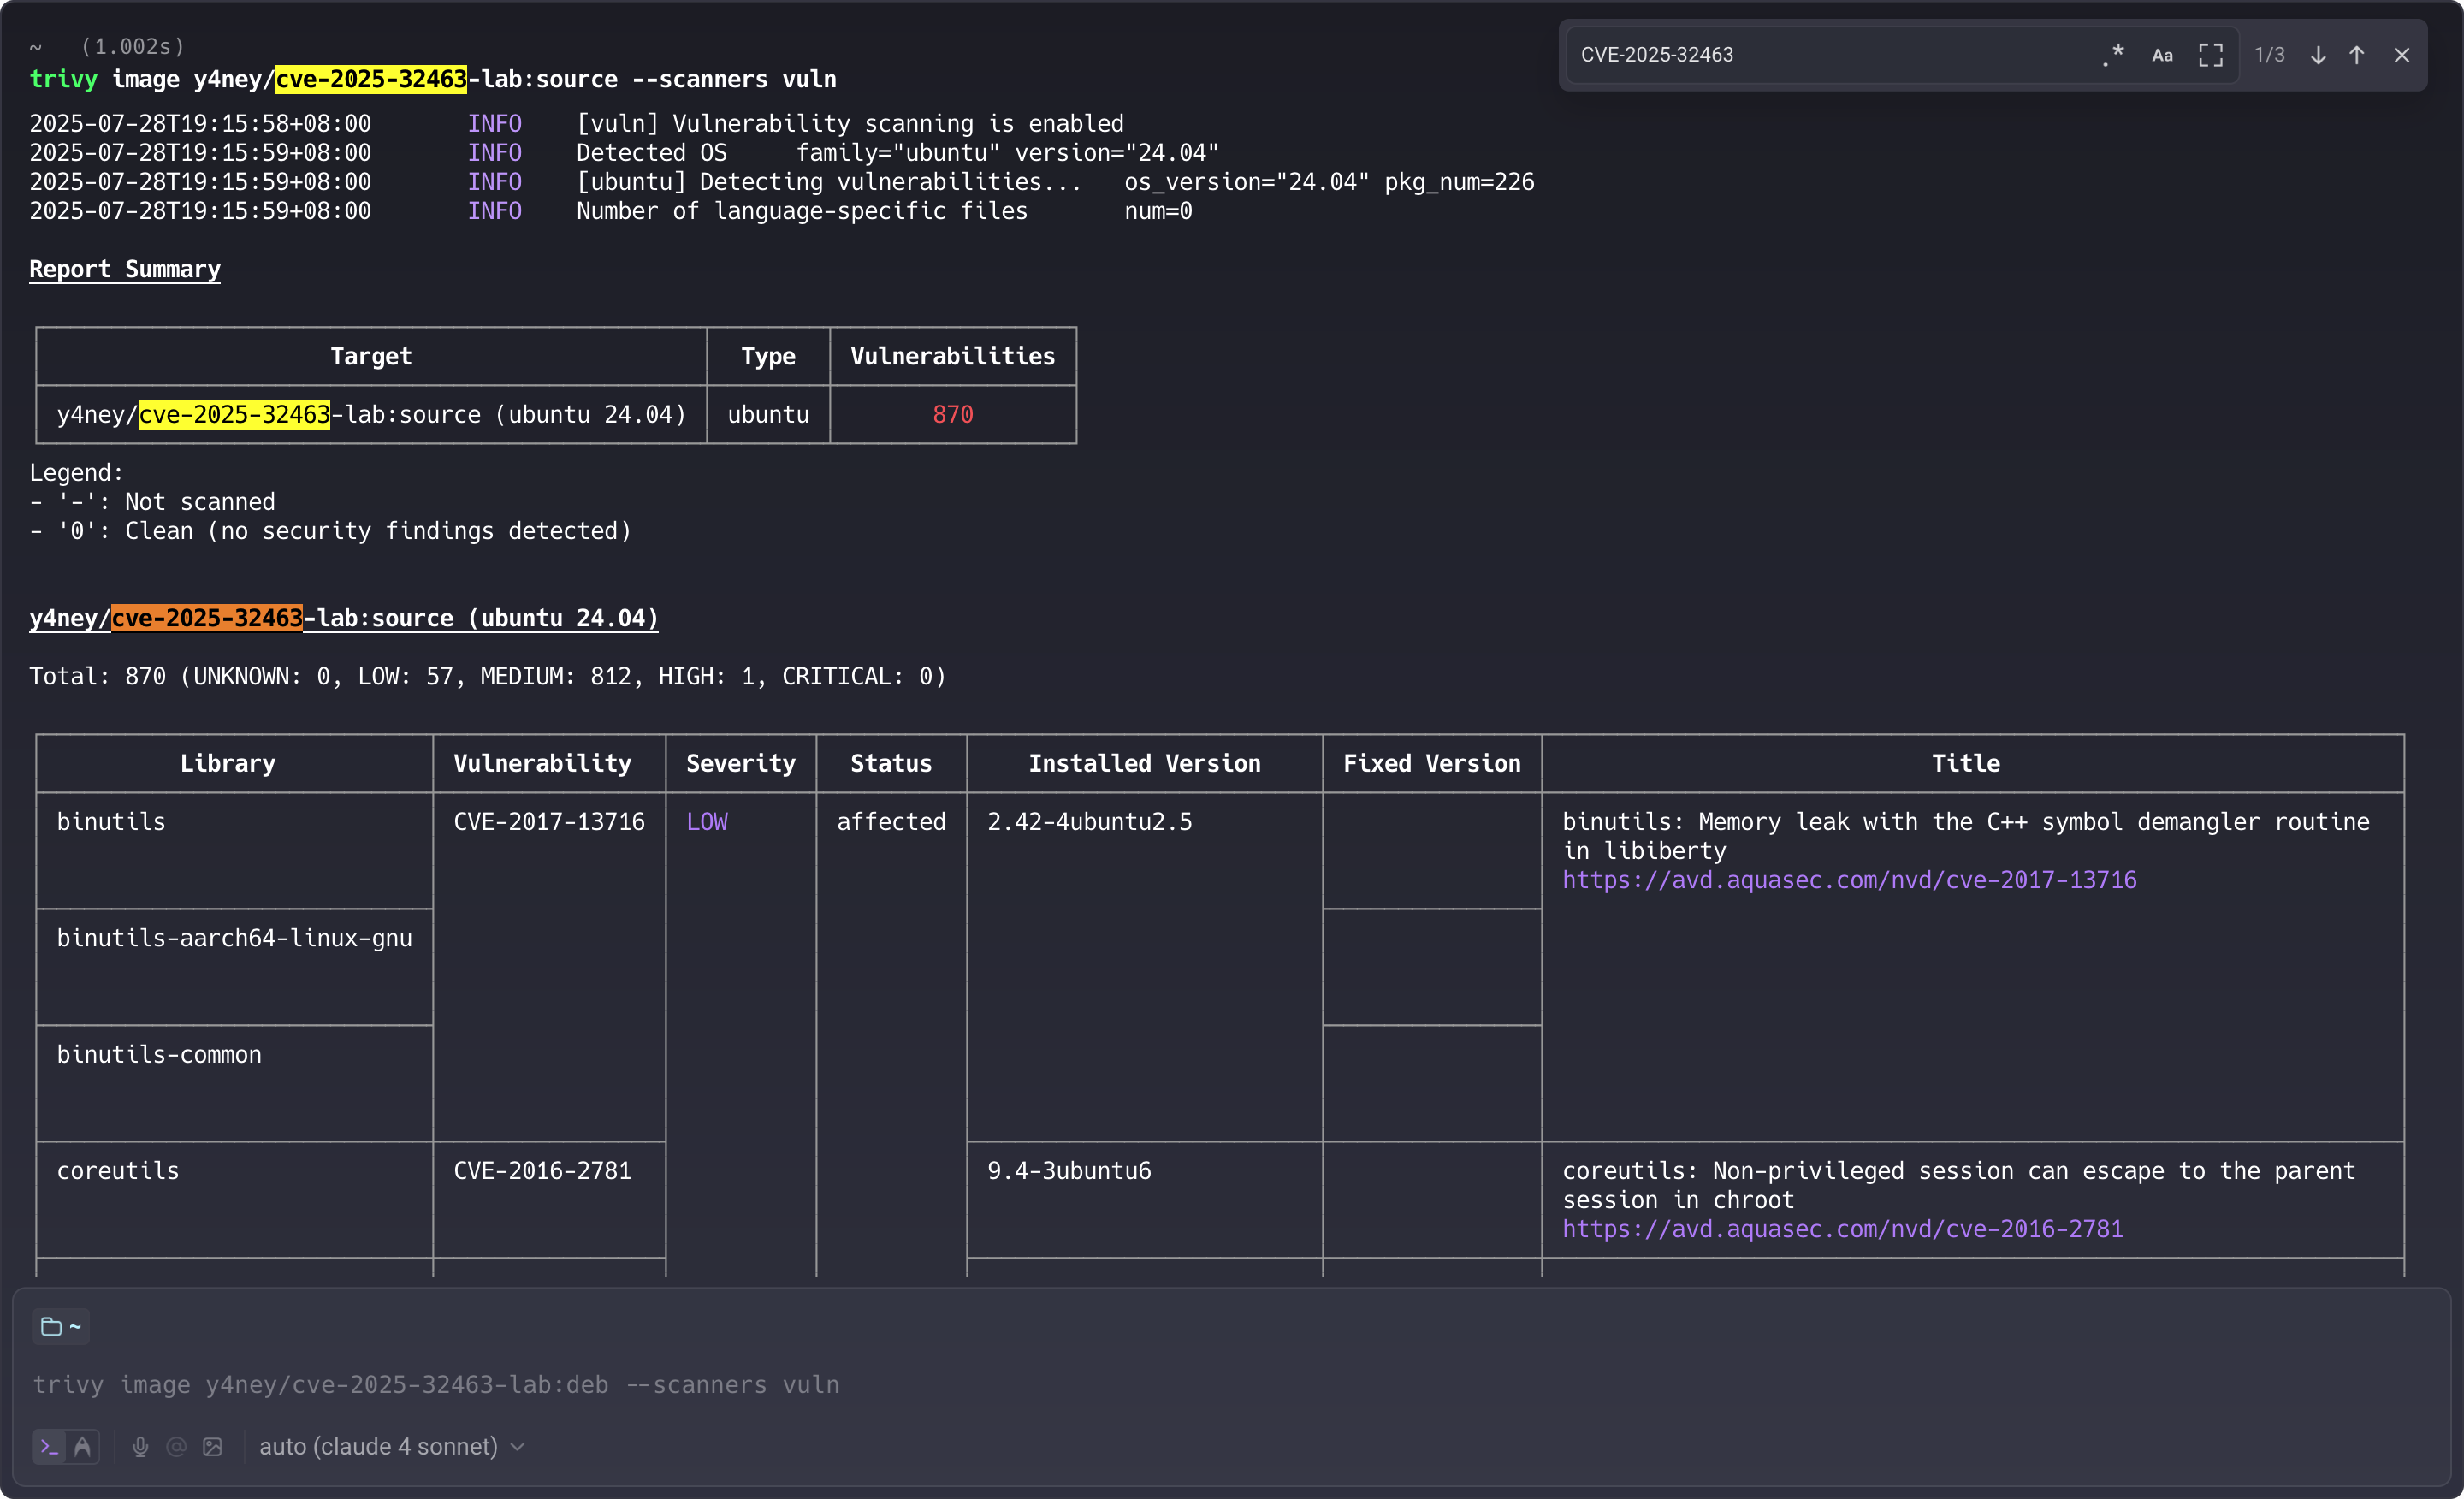 ~ (1.002s)
CVE-2025-32463 .* Aa 1/3
trivy image y4ney/cve-2025-32463-lab:source --scanners vuln
2025-07-28T19:15:58+08:00 INFO [vuln] Vulnerability scanning is enabled
2025-07-28T19:15:59+08:00 INFO Detected OS family="ubuntu" version="24.04"
2025-07-28T19:15:59+08:00 INFO [ubuntu] Detecting vulnerabilities... os_version="24.04" pkg_num=226
2025-07-28T19:15:59+08:00 INFO Number of language-specific files num=0
Report Summary
Target Type Vulnerabilities
y4ney/cve-2025-32463-lab:source (ubuntu 24.04) ubuntu 870
Legend:
- '-': Not scanned
- '0': Clean (no security findings detected)
y4ney/cve-2025-32463-lab:source (ubuntu 24.04)
Total: 870 (UNKNOWN: 0, LOW: 57, MEDIUM: 812, HIGH: 1, CRITICAL: 0)
Library Vulnerability Severity Status Installed Version Fixed Version Title
binutils CVE-2017-13716 LOW affected 2.42-4ubuntu2.5 binutils: Memory leak with the C++ symbol demangler routine
in libiberty
https://avd.aquasec.com/nvd/cve-2017-13716
binutils-aarch64-linux-gnu
binutils-common
coreutils CVE-2016-2781 9.4-3ubuntu6 coreutils: Non-privileged session can escape to the parent
session in chroot
https://avd.aquasec.com/nvd/cve-2016-2781
~
trivy image y4ney/cve-2025-32463-lab:deb --scanners vuln
auto (claude 4 sonnet)